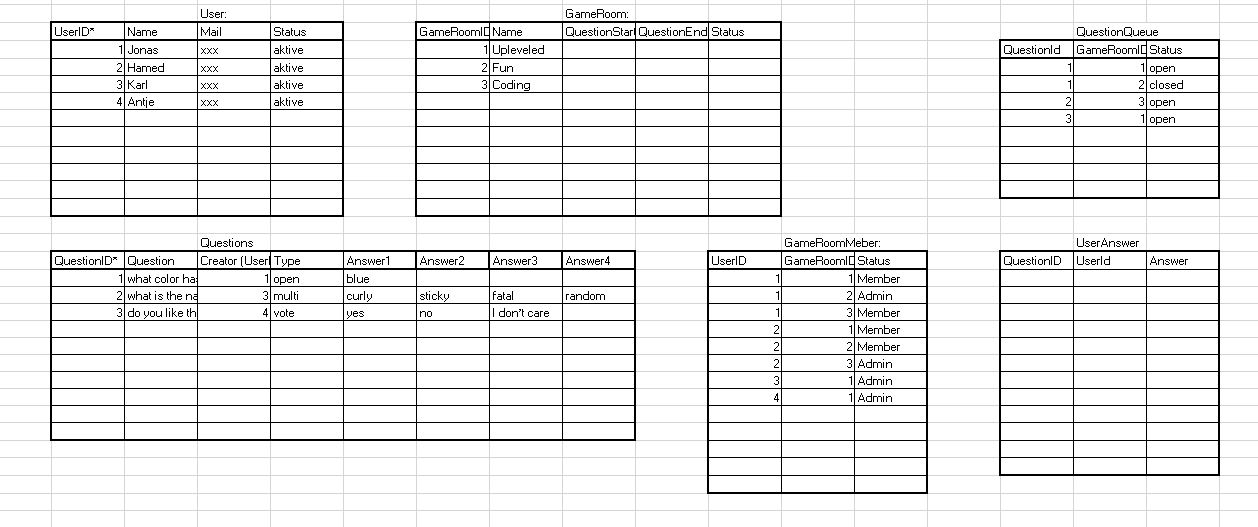 User:
UserID* Name Mail Status
1 Jonas xxx aktive
2 Hamed xxx aktive
3 Karl xxx aktive
4 Antje xxx aktive
GameRoom:
GameRoomID Name QuestionStart QuestionEnd Status
1 Upleveled
2 Fun
3 Coding
QuestionQueue
QuestionId GameRoomID Status
1 1 open
1 2 closed
2 3 open
3 1 open
Questions
QuestionID* Question Creator (UserI Type Answer1 Answer2 Answer3 Answer4
1 what color has 1 open blue
2 what is the na 3 multi curly sticky fatal random
3 do you like th 4 vote yes no I don't care
GameRoomMeber:
UserID GameRoomID Status
1 1 Member
1 2 Admin
1 3 Member
2 1 Member
2 2 Member
2 3 Admin
3 1 Admin
4 1 Admin
UserAnswer
QuestionID UserId Answer